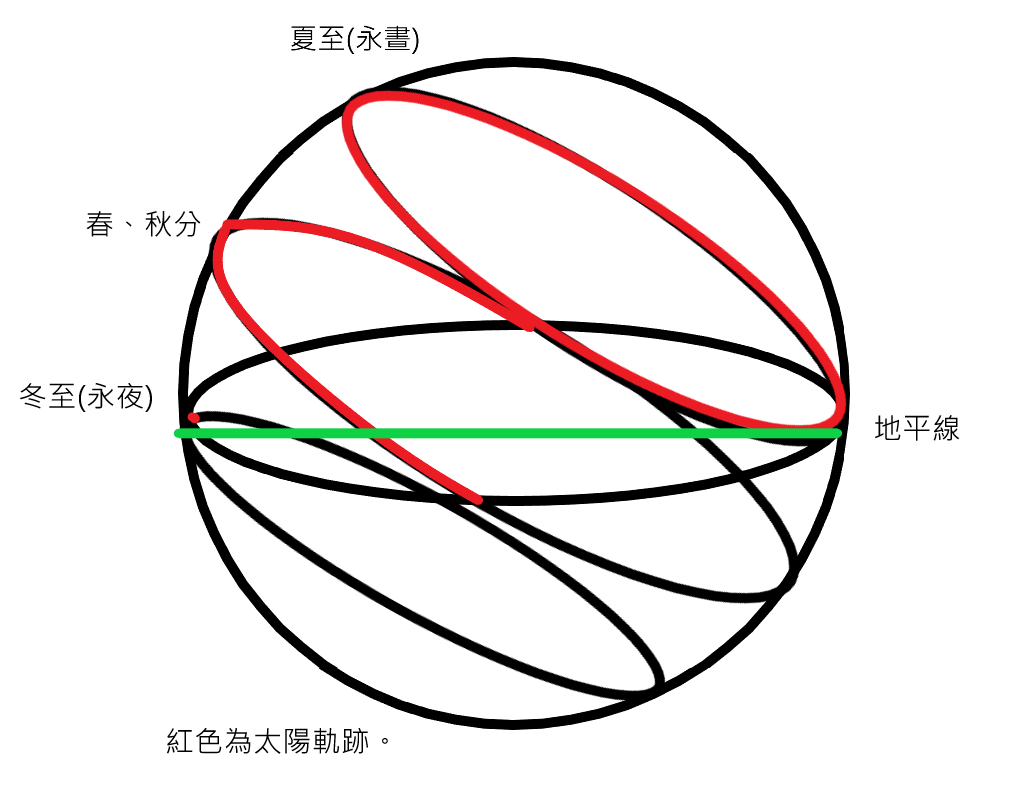 夏至(永晝)
春、秋分
冬至(永夜)
地平線
紅色為太陽軌跡。